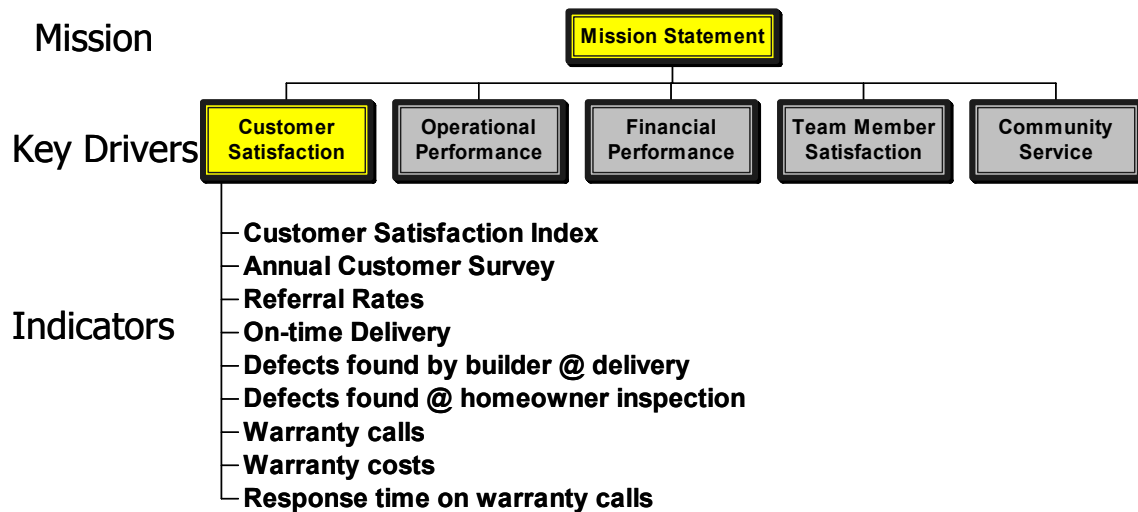 Mission
Mission Statement
Key Drivers
Customer
Satisfaction
Operational
Performance
Financial
Performance
Team Member
Satisfaction
Community
Service
Indicators
Customer Satisfaction Index
Annual Customer Survey
Referral Rates
On-time Delivery
Defects found by builder @ delivery
Defects found @ homeowner inspection
Warranty calls
Warranty costs
Response time on warranty calls